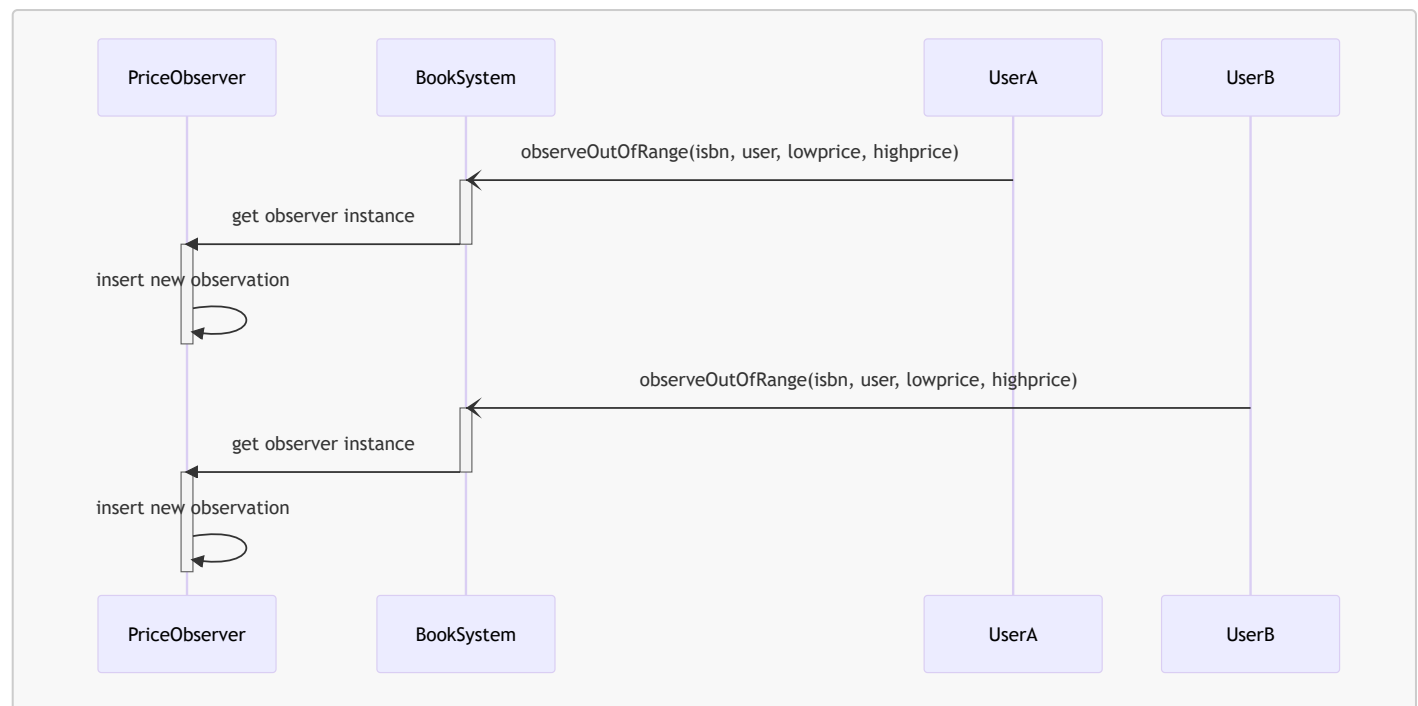 PriceObserver
BookSystem
UserA
UserB
observeOutOfRange(isbn, user, lowprice, highprice)
get observer instance
insert new observation
observeOutOfRange(isbn, user, lowprice, highprice)
get observer instance
insert new observation
PriceObserver
BookSystem
UserA
UserB